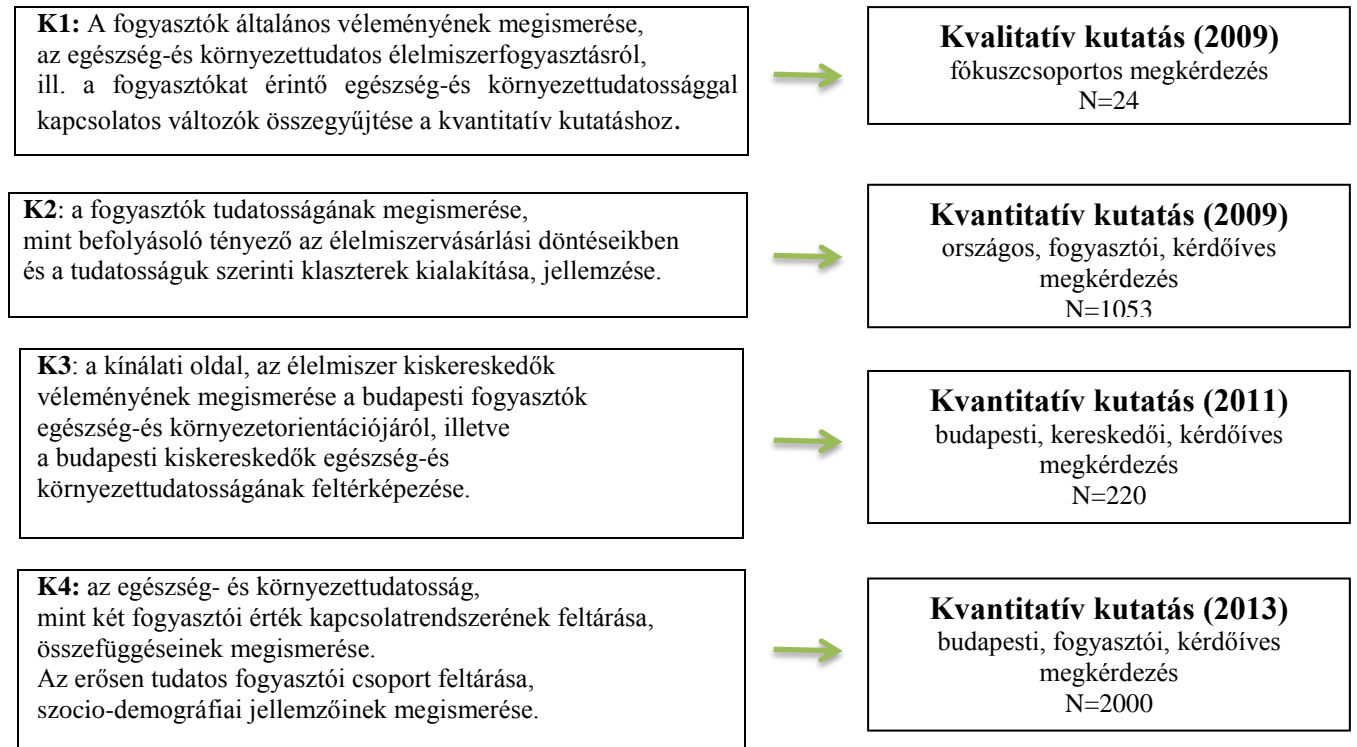 K1: A fogyasztók általános véleményének megismerése,
az egészség-és környezettudatos élelmiszerfogyasztásról,
ill. a fogyasztókat érintő egészség-és környezettudatossággal
kapcsolatos változók összegyűjtése a kvantitatív kutatáshoz.
Kvalitatív kutatás (2009)
fókuszcsoportos megkérdezés
N=24
K2: a fogyasztók tudatosságának megismerése,
mint befolyásoló tényező az élelmiszervásárlási döntéseikben
és a tudatosságuk szerinti klaszterek kialakítása, jellemzése.
Kvantitatív kutatás (2009)
országos, fogyasztói, kérdőíves
megkérdezés
N=1053
K3: a kínálati oldal, az élelmiszer kiskereskedők
véleményének megismerése a budapesti fogyasztók
egészség-és környezetorientációjáról, illetve
a budapesti kiskereskedők egészség-és
környezettudatosságának feltérképezése.
Kvantitatív kutatás (2011)
budapesti, kereskedői, kérdőíves
megkérdezés
N=220
K4: az egészség- és környezettudatosság,
mint két fogyasztói érték kapcsolatrendszerének feltárása,
összefüggéseinek megismerése.
Az erősen tudatos fogyasztói csoport feltárása,
szocio-demográfiai jellemzőinek megismerése.
Kvantitatív kutatás (2013)
budapesti, fogyasztói, kérdőíves
megkérdezés
N=2000